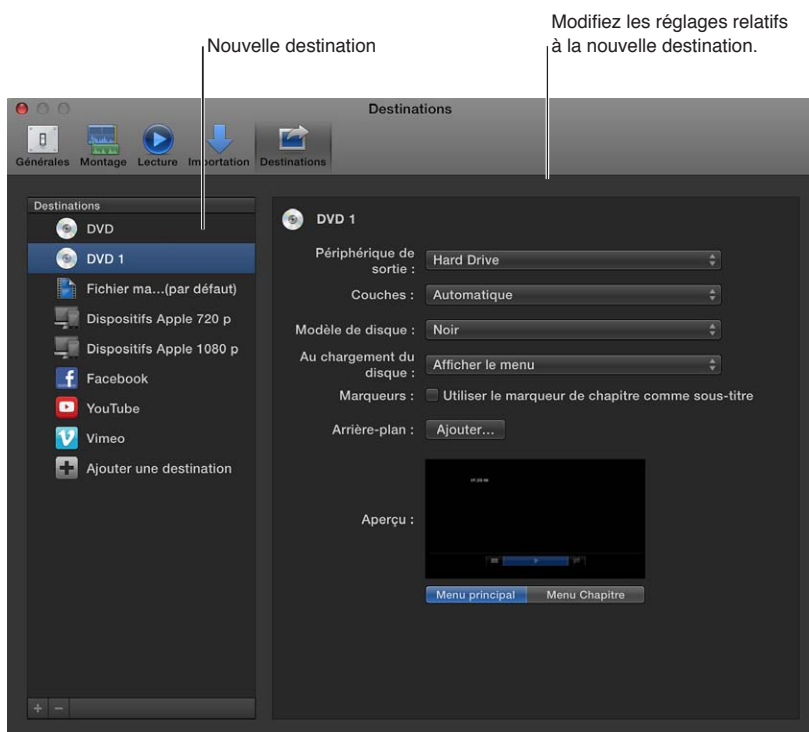 Modifiez les réglages relatifs
à la nouvelle destination.
Nouvelle destination
Destinations
Générales Montage Lecture Importation Destinations
Destinations
DVD
DVD 1
Fichier ma...(par défaut)
Dispositifs Apple 720 p
Dispositifs Apple 1080 p
Facebook
YouTube
Vimeo
Ajouter une destination
DVD 1
Périphérique de
sortie :
Hard Drive
Couches : Automatique
Modèle de disque : Noir
Au chargement du
disque :
Afficher le menu
Marqueurs : Utiliser le marqueur de chapitre comme sous-titre
Arrière-plan : Ajouter...
Aperçu :
Menu principal Menu Chapitre